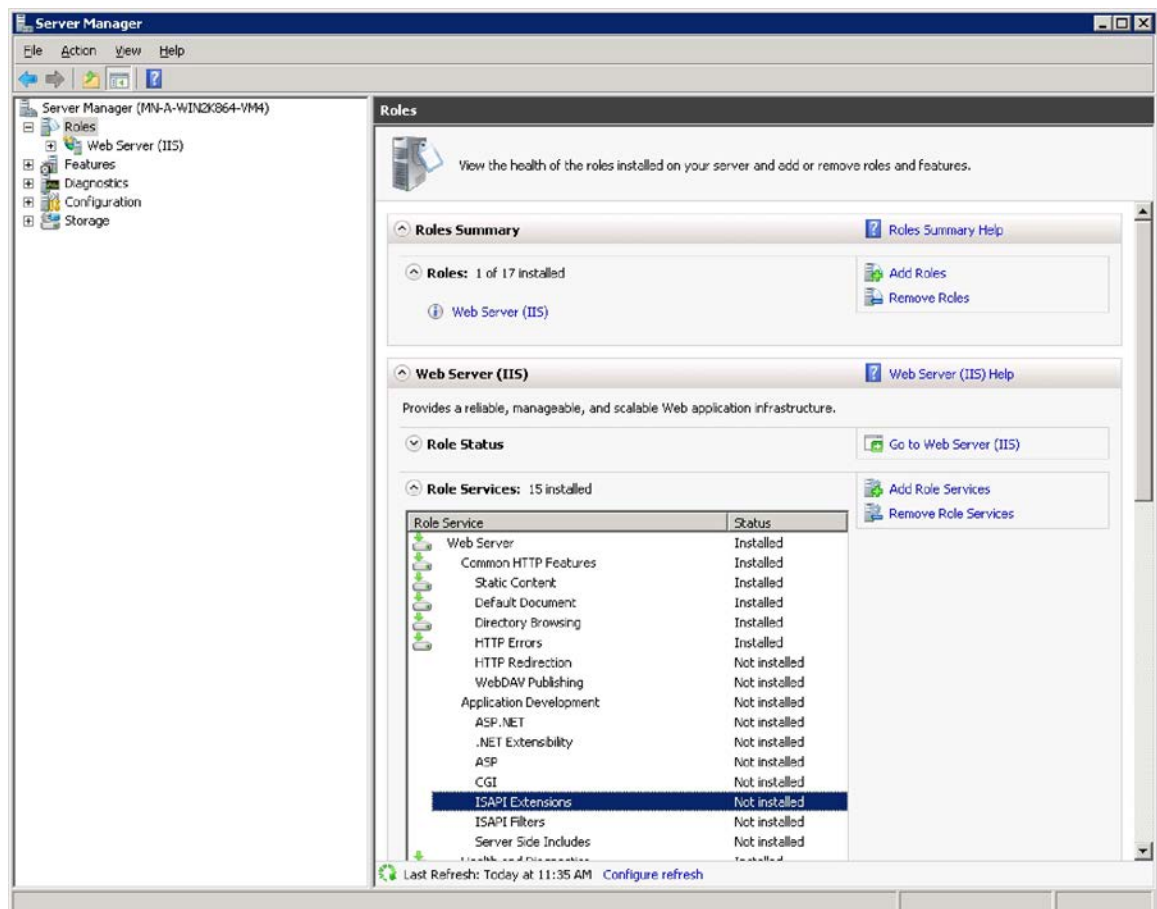 Server Manager
File Action View Help
Server Manager (MN-A-WIN2K864-VM4)
Roles
Web Server (IIS)
Features
Diagnostics
Configuration
Storage
Roles
View the health of the roles installed on your server and add or remove roles and features.
Roles Summary
Roles Summary Help
Roles: 1 of 17 installed
Add Roles
Remove Roles
Web Server (IIS)
Web Server (IIS)
Web Server (IIS) Help
Provides a reliable, manageable, and scalable Web application infrastructure.
Role Status
Go to Web Server (IIS)
Role Services: 15 installed
Add Role Services
Remove Role Services
Role Service Status
Web Server Installed
Common HTTP Features Installed
Static Content Installed
Default Document Installed
Directory Browsing Installed
HTTP Errors Installed
HTTP Redirection Not installed
WebDAV Publishing Not installed
Application Development Not installed
ASP.NET Not installed
.NET Extensibility Not installed
ASP Not installed
CGI Not installed
ISAPI Extensions Not installed
ISAPI Filters Not installed
Server Side Includes Not installed
Health and Diagnostics Installed
Last Refresh: Today at 11:35 AM Configure refresh